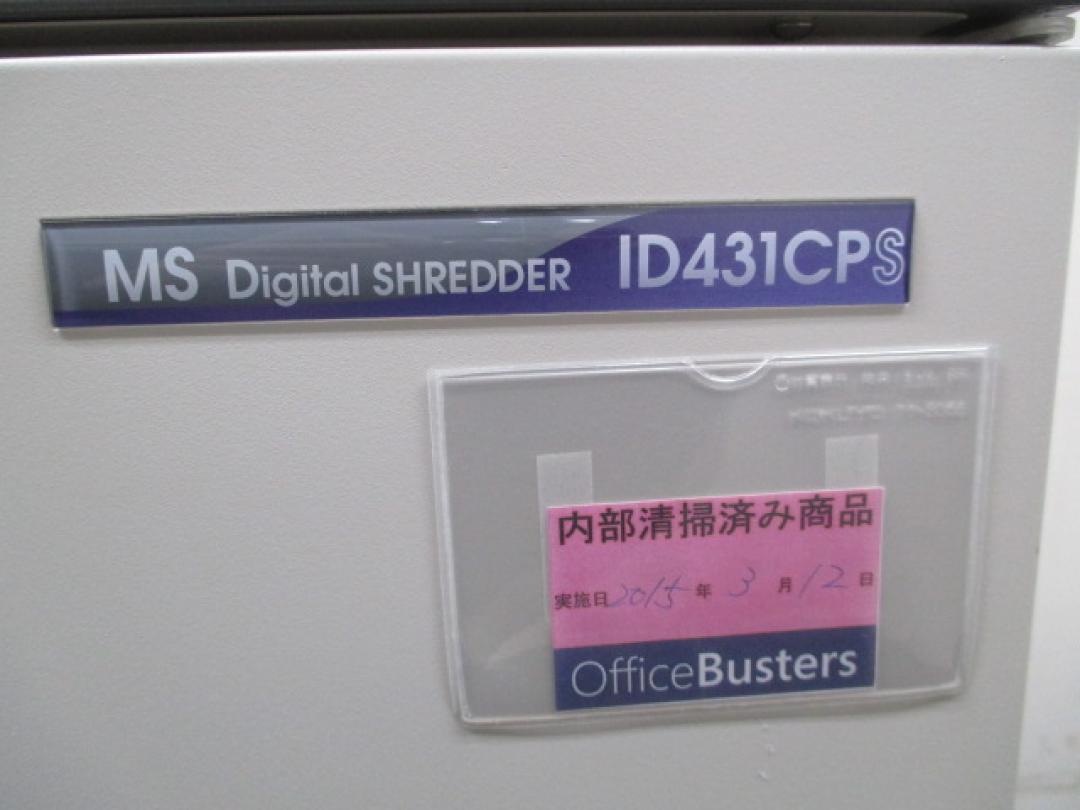 MS Digital SHREDDER ID431CPS
内部清掃済み商品
実施日2015年3月12日
OfficeBusters